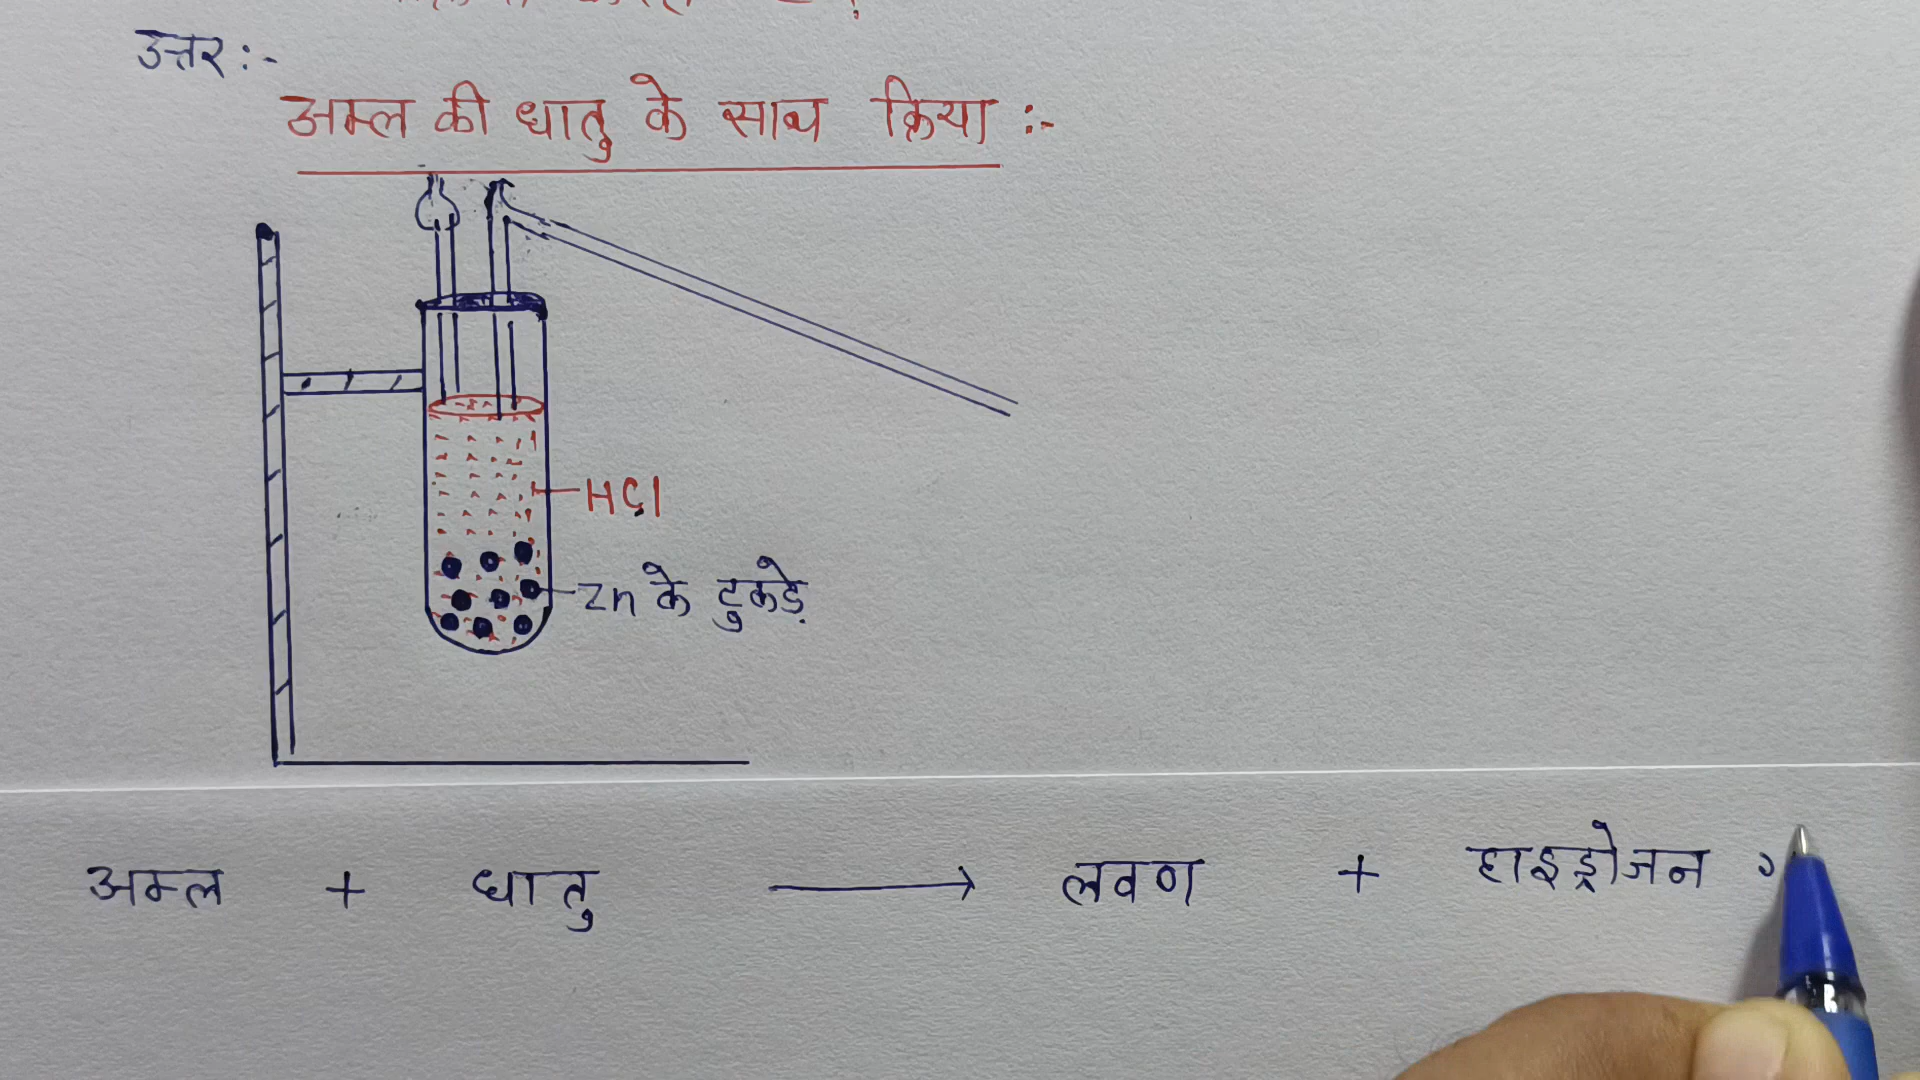 उत्तर :-
अम्ल की धातु के साथ क्रिया :-
HCl
Zn के टुकड़े
अम्ल + धातु ⟶ लवण + हाइड्रोजन